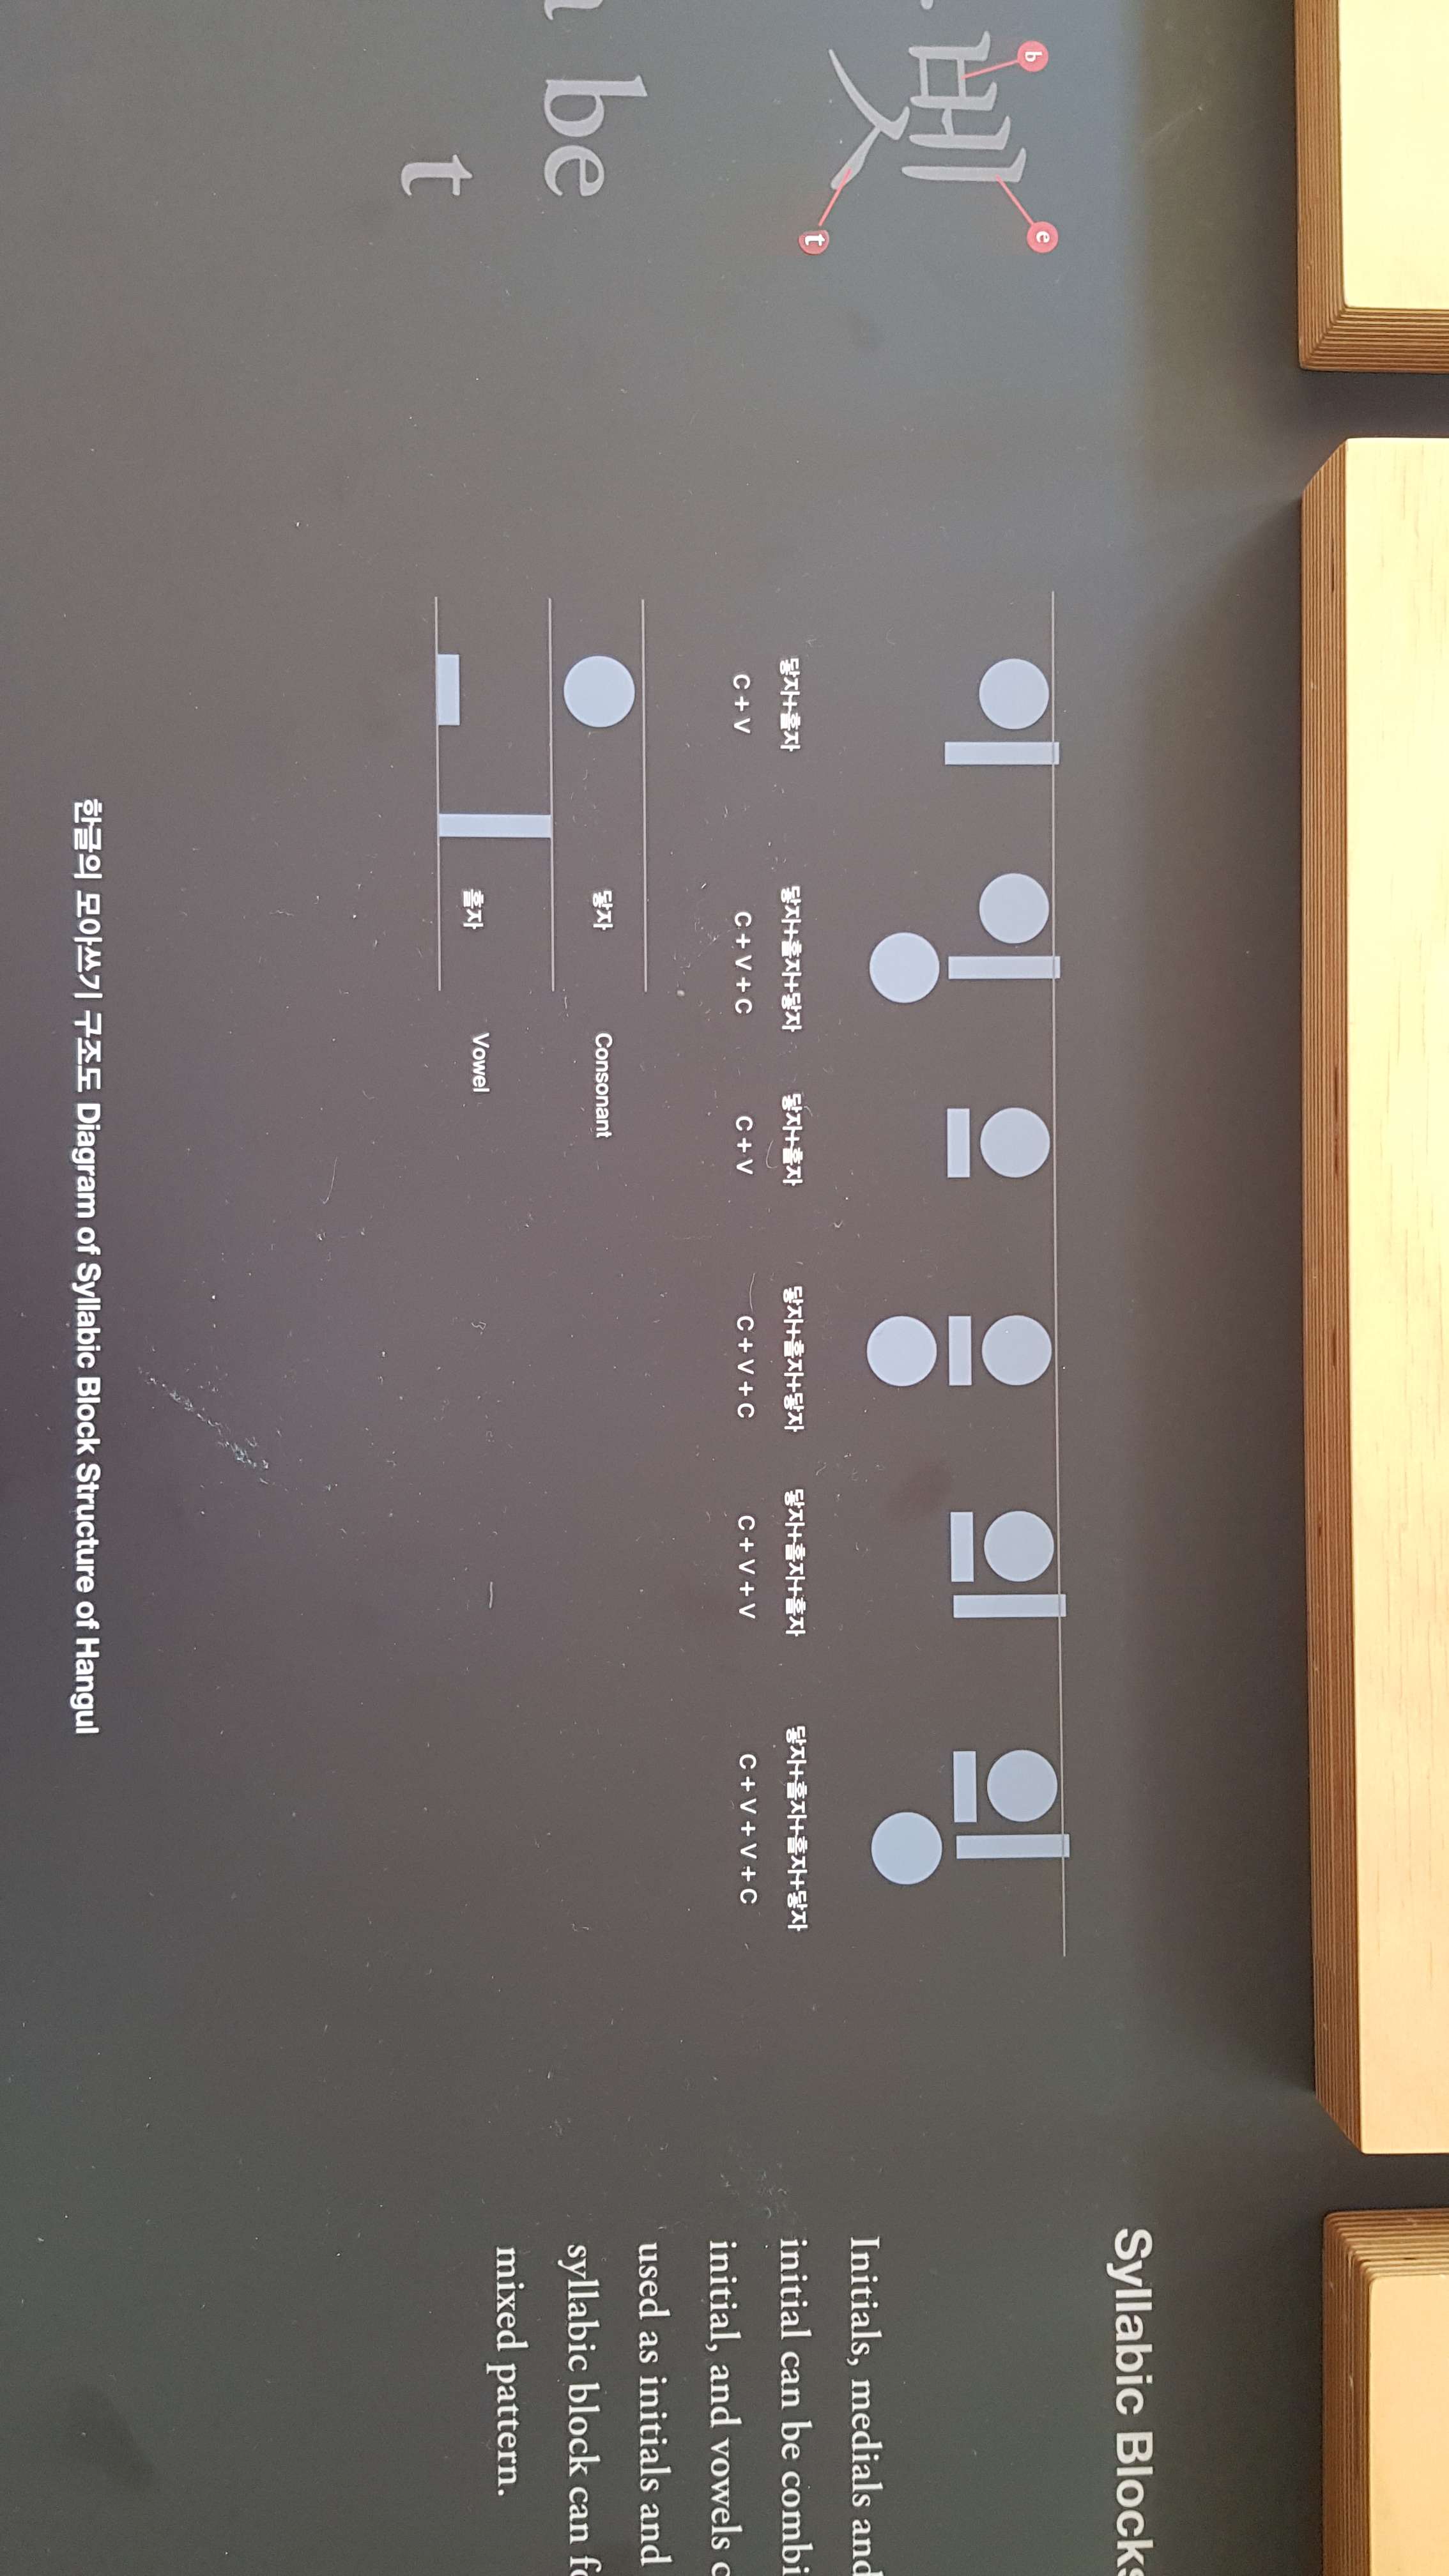 벳
b
e
t
be
t
닿자+홀자
C + V
닿자+홀자+닿자
C + V + C
닿자+홀자
C + V
닿자+홀자+닿자
C + V + C
닿자+홀자+홀자
C + V + V
닿자+홀자+홀자+닿자
C + V + V + C
닿자 Consonant
홀자 Vowel
한글의 모아쓰기 구조도 Diagram of Syllabic Block Structure of Hangul
Syllabic Blocks
Initials, medials and
initial can be combi
initial, and vowels
used as initials and
syllabic block can
mixed pattern.